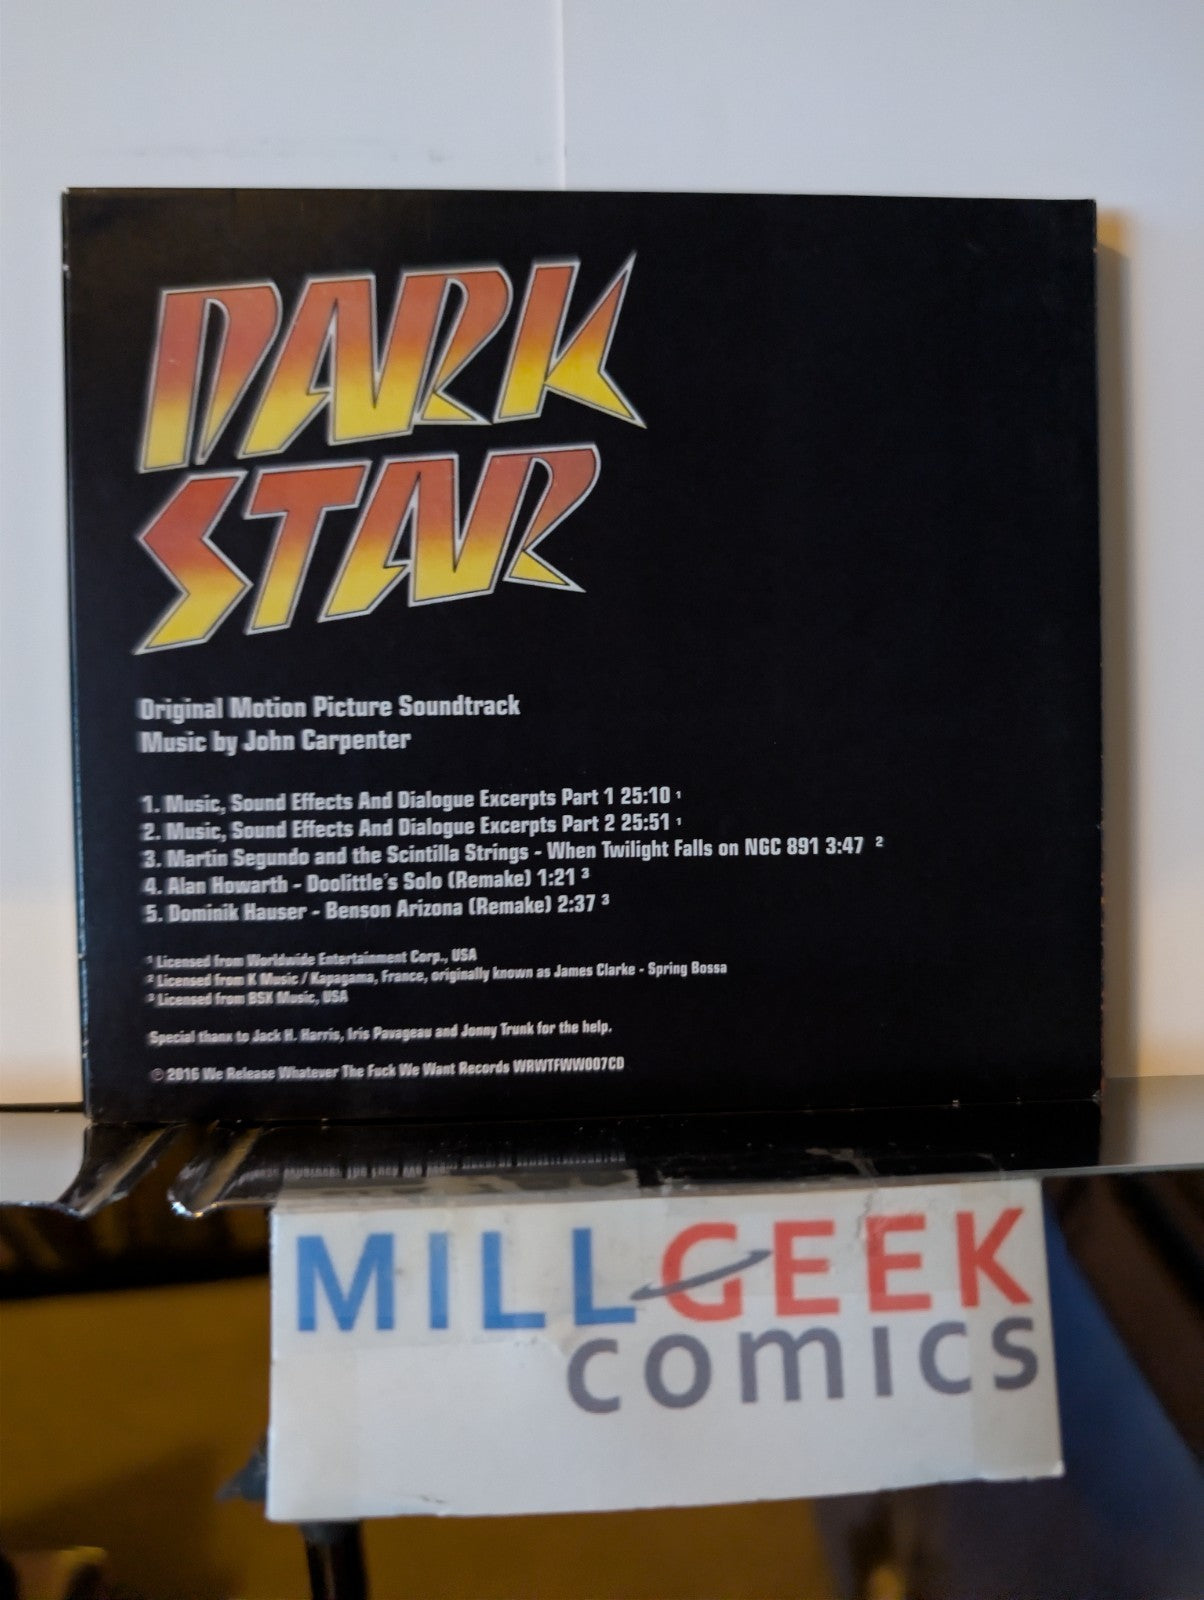 DARK
STAR
Original Motion Picture Soundtrack
Music by John Carpenter
1. Music, Sound Effects And Dialogue Excerpts Part 1 25:10 ¹
2. Music, Sound Effects And Dialogue Excerpts Part 2 25:51 ¹
3. Martin Segundo and the Scintilla Strings - When Twilight Falls on NGC 891 3:47 ²
4. Alan Howarth - Doolittle's Solo (Remake) 1:21 ³
5. Dominik Hauser - Benson Arizona (Remake) 2:37 ³
¹ Licensed from Worldwide Entertainment Corp., USA
² Licensed from K Music / Kapagama, France, originally known as James Clarke - Spring Bossa
³ Licensed from BSX Music, USA
Special thanx to Jack H. Harris, Iris Pavageau and Jonny Trunk for the help.
℗ 2016 We Release Whatever The Fuck We Want Records WRWTFWW007CD
MILLGEEK
comics